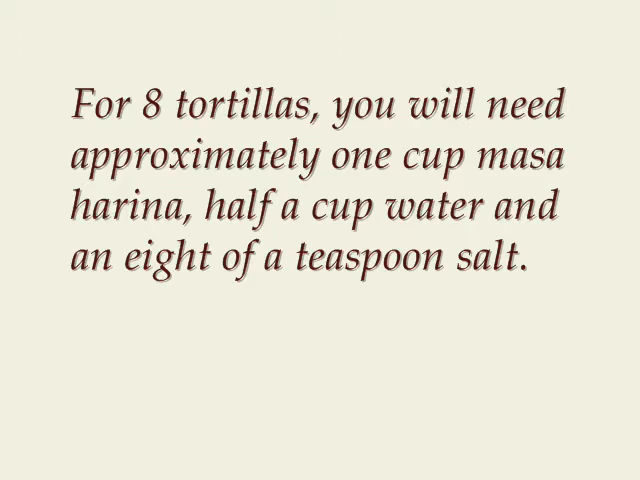 For 8 tortillas, you will need
approximately one cup masa
harina, half a cup water and
an eight of a teaspoon salt.